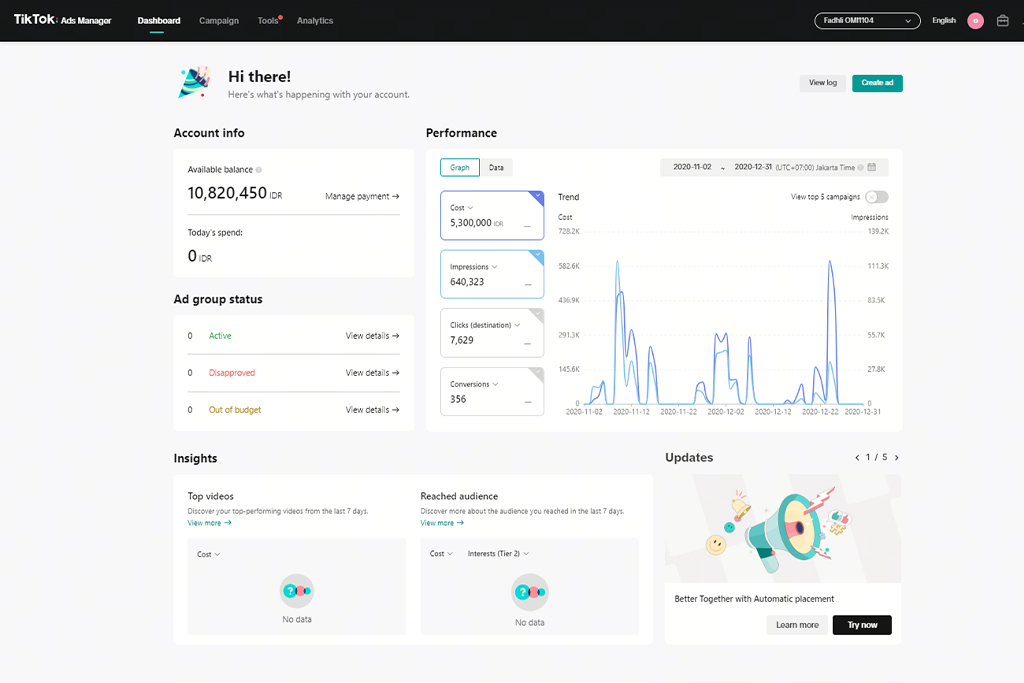 TikTok: Ads Manager Dashboard Campaign Tools Analytics Fadhli OMI1104 English
Hi there!
Here's what's happening with your account.
View log Create ad
Account info
Available balance
10,820,450 IDR Manage payment →
Today's spend:
0 IDR
Ad group status
0 Active View details →
0 Disapproved View details →
0 Out of budget View details →
Performance
Graph Data
2020-11-02 ~ 2020-12-31 (UTC+07:00) Jakarta Time
Cost
5,300,000 IDR
Impressions
640,323
Clicks (destination)
7,629
Conversions
356
Trend View top 5 campaigns
Cost Impressions
728.2K 139.2K
582.6K 111.3K
436.9K 83.5K
291.3K 55.7K
145.6K 27.8K
0 0
2020-11-02 2020-11-12 2020-11-22 2020-12-02 2020-12-12 2020-12-22 2020-12-31
Insights
Top videos
Discover your top-performing videos from the last 7 days.
View more →
Cost
?
No data
Reached audience
Discover more about the audience you reached in the last 7 days.
View more →
Cost Interests (Tier 2)
?
No data
Updates
1 / 5
Better Together with Automatic placement
Learn more Try now